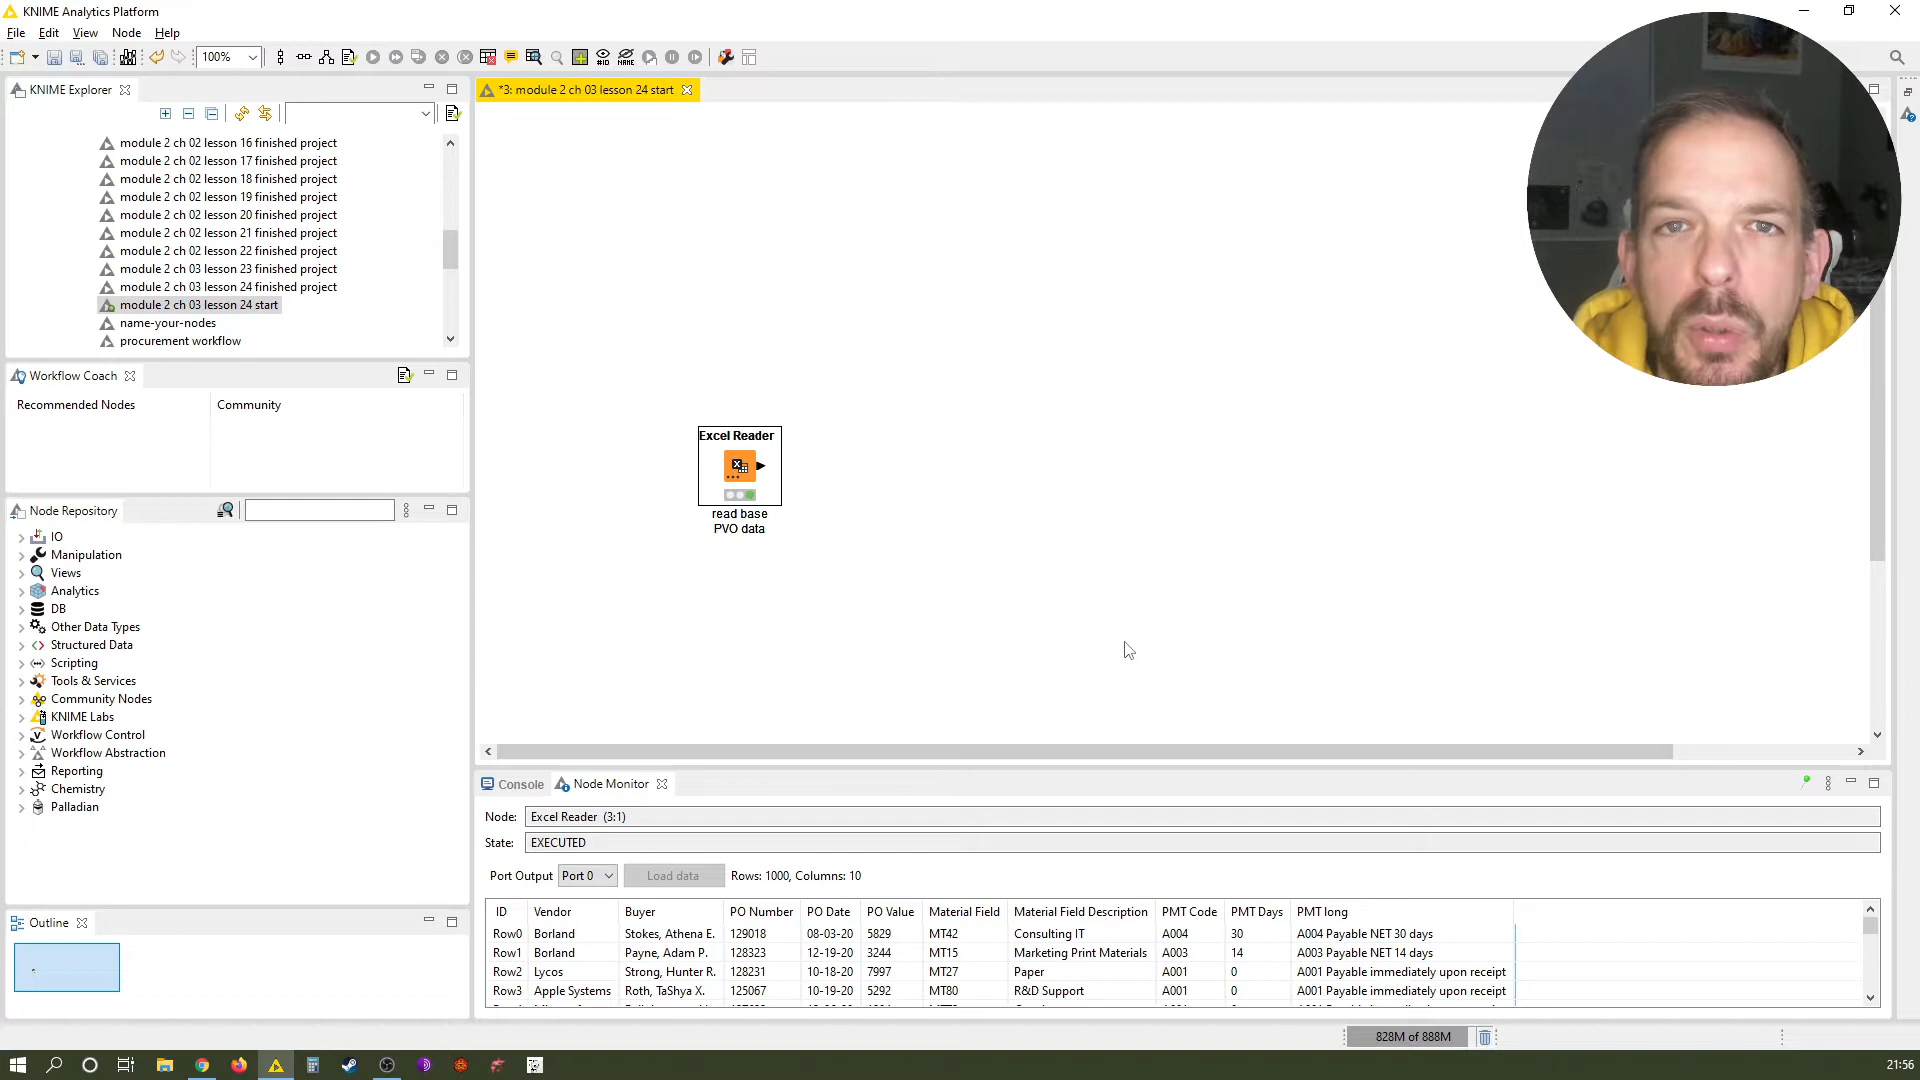 KNIME Analytics Platform
File Edit View Node Help
100%
KNIME Explorer
*3: module 2 ch 03 lesson 24 start
module 2 ch 02 lesson 16 finished project
module 2 ch 02 lesson 17 finished project
module 2 ch 02 lesson 18 finished project
module 2 ch 02 lesson 19 finished project
module 2 ch 02 lesson 20 finished project
module 2 ch 02 lesson 21 finished project
module 2 ch 02 lesson 22 finished project
module 2 ch 03 lesson 23 finished project
module 2 ch 03 lesson 24 finished project
module 2 ch 03 lesson 24 start
name-your-nodes
procurement workflow
Workflow Coach
Recommended Nodes Community
Node Repository
IO
Manipulation
Views
Analytics
DB
Other Data Types
Structured Data
Scripting
Tools & Services
Community Nodes
KNIME Labs
Workflow Control
Workflow Abstraction
Reporting
Chemistry
Palladian
Outline
Excel Reader
read base
PVO data
Console Node Monitor
Node: Excel Reader (3:1)
State: EXECUTED
Port Output Port 0 Load data Rows: 1000, Columns: 10
ID Vendor Buyer PO Number PO Date PO Value Material Field Material Field Description PMT Code PMT Days PMT long
Row0 Borland Stokes, Athena E. 129018 08-03-20 5829 MT42 Consulting IT A004 30 A004 Payable NET 30 days
Row1 Borland Payne, Adam P. 128323 12-19-20 3244 MT15 Marketing Print Materials A003 14 A003 Payable NET 14 days
Row2 Lycos Strong, Hunter R. 128231 10-18-20 7997 MT27 Paper A001 0 A001 Payable immediately upon receipt
Row3 Apple Systems Roth, TaShya X. 125067 10-19-20 5292 MT80 R&D Support A001 0 A001 Payable immediately upon receipt
828M of 888M
21:56